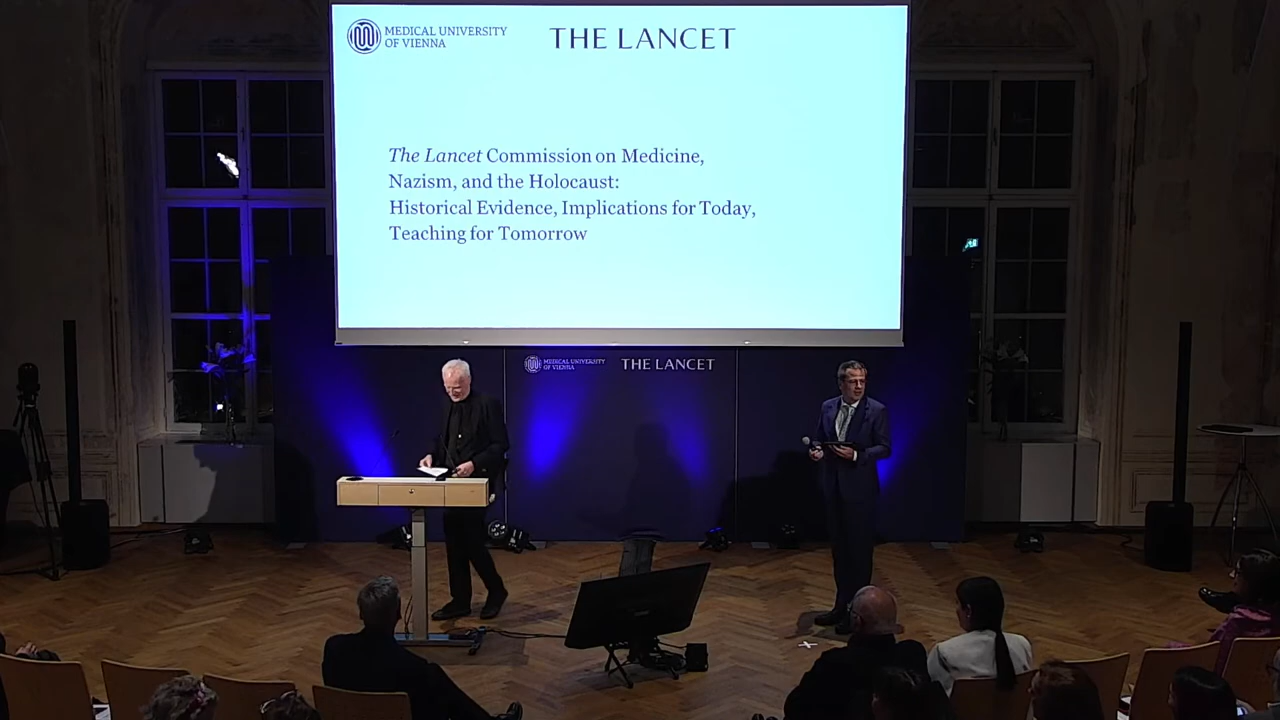 MEDICAL UNIVERSITY
OF VIENNA
THE LANCET
The Lancet Commission on Medicine,
Nazism, and the Holocaust:
Historical Evidence, Implications for Today,
Teaching for Tomorrow
MEDICAL UNIVERSITY
OF VIENNA
THE LANCET